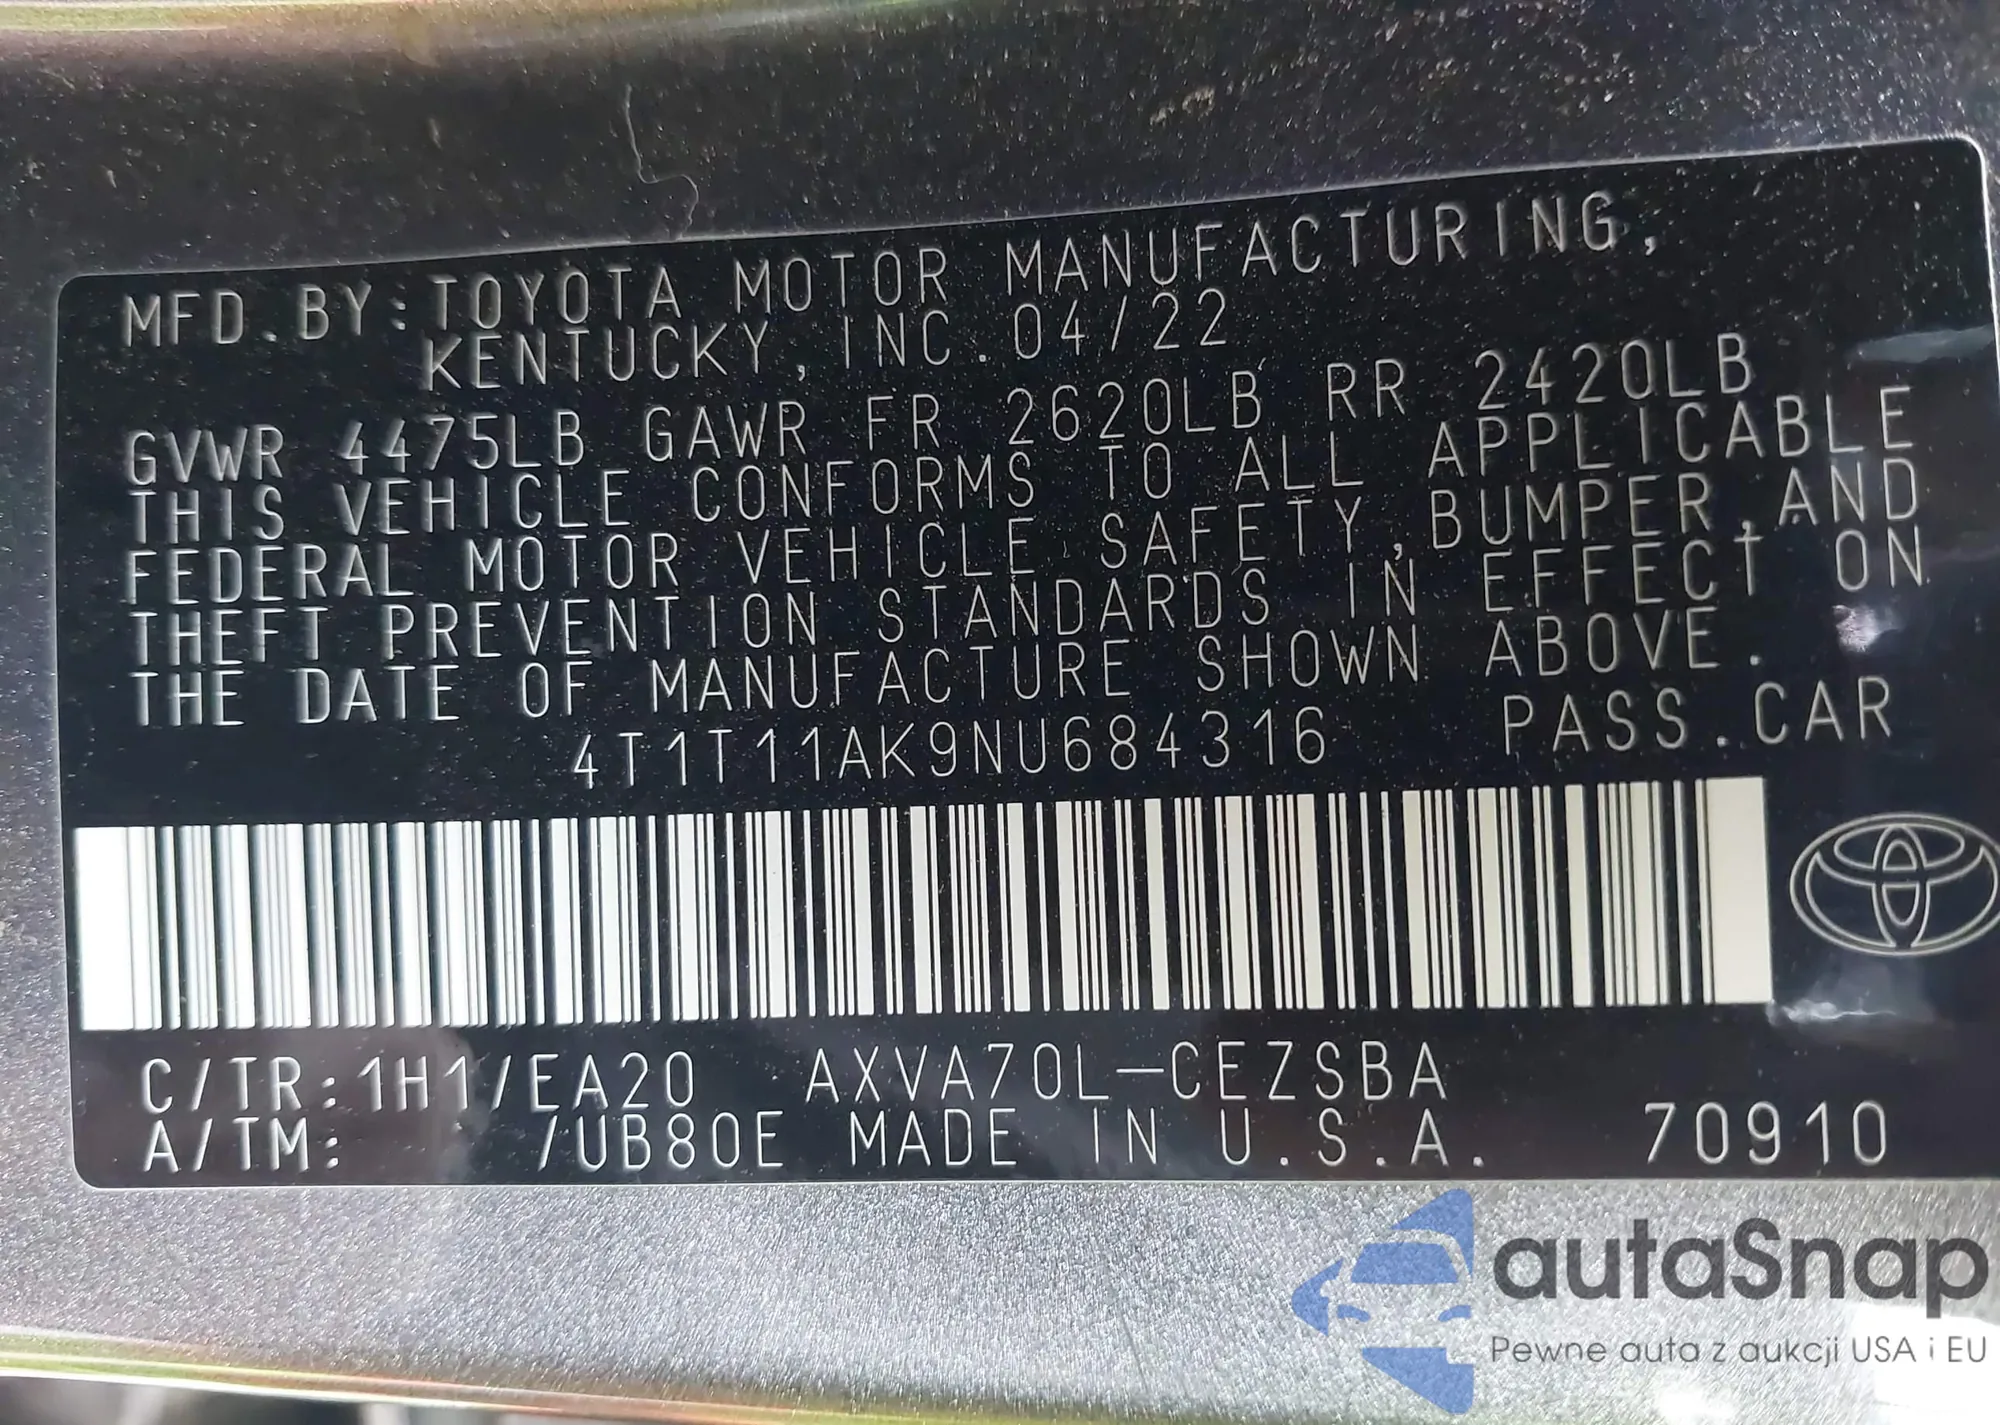 MFD.BY:TOYOTA MOTOR MANUFACTURING,
KENTUCKY, INC.04/22
GVWR 4475LB GAWR FR 2620LB RR 2420LB
THIS VEHICLE CONFORMS TO ALL APPLICABLE
FEDERAL MOTOR VEHICLE SAFETY,BUMPER,AND
THEFT PREVENTION STANDARDS IN EFFECT ON
THE DATE OF MANUFACTURE SHOWN ABOVE.
4T1T11AK9NU684316 PASS.CAR
C/TR:1H1/EA20 AXVA70L-CEZSBA
A/TM: /UB80E MADE IN U.S.A. 70910
autaSnap
Pewne auta z aukcji USA i EU